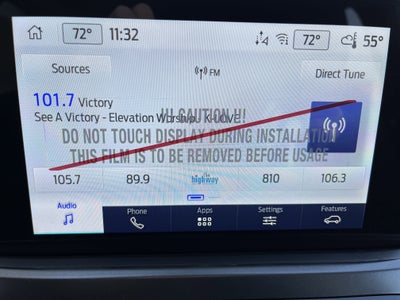 72° 11:32 72° 55°
Sources FM Direct Tune
101.7 Victory
See A Victory - Elevation Worship. K-LOVE
!!! CAUTION !!!
DO NOT TOUCH DISPLAY DURING INSTALLATION
THIS FILM IS TO BE REMOVED BEFORE USAGE
105.7 89.9 highway 810 106.3
Audio Phone Apps Settings Features